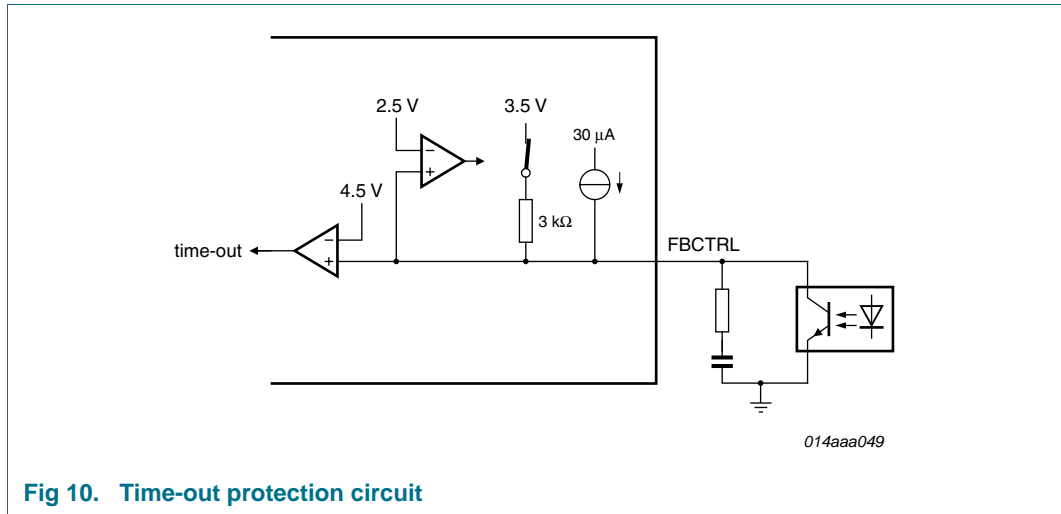 2.5 V
3.5 V
30 μA
4.5 V
−
+
3 kΩ
time-out
−
+
FBCTRL
014aaa049
Fig 10. Time-out protection circuit